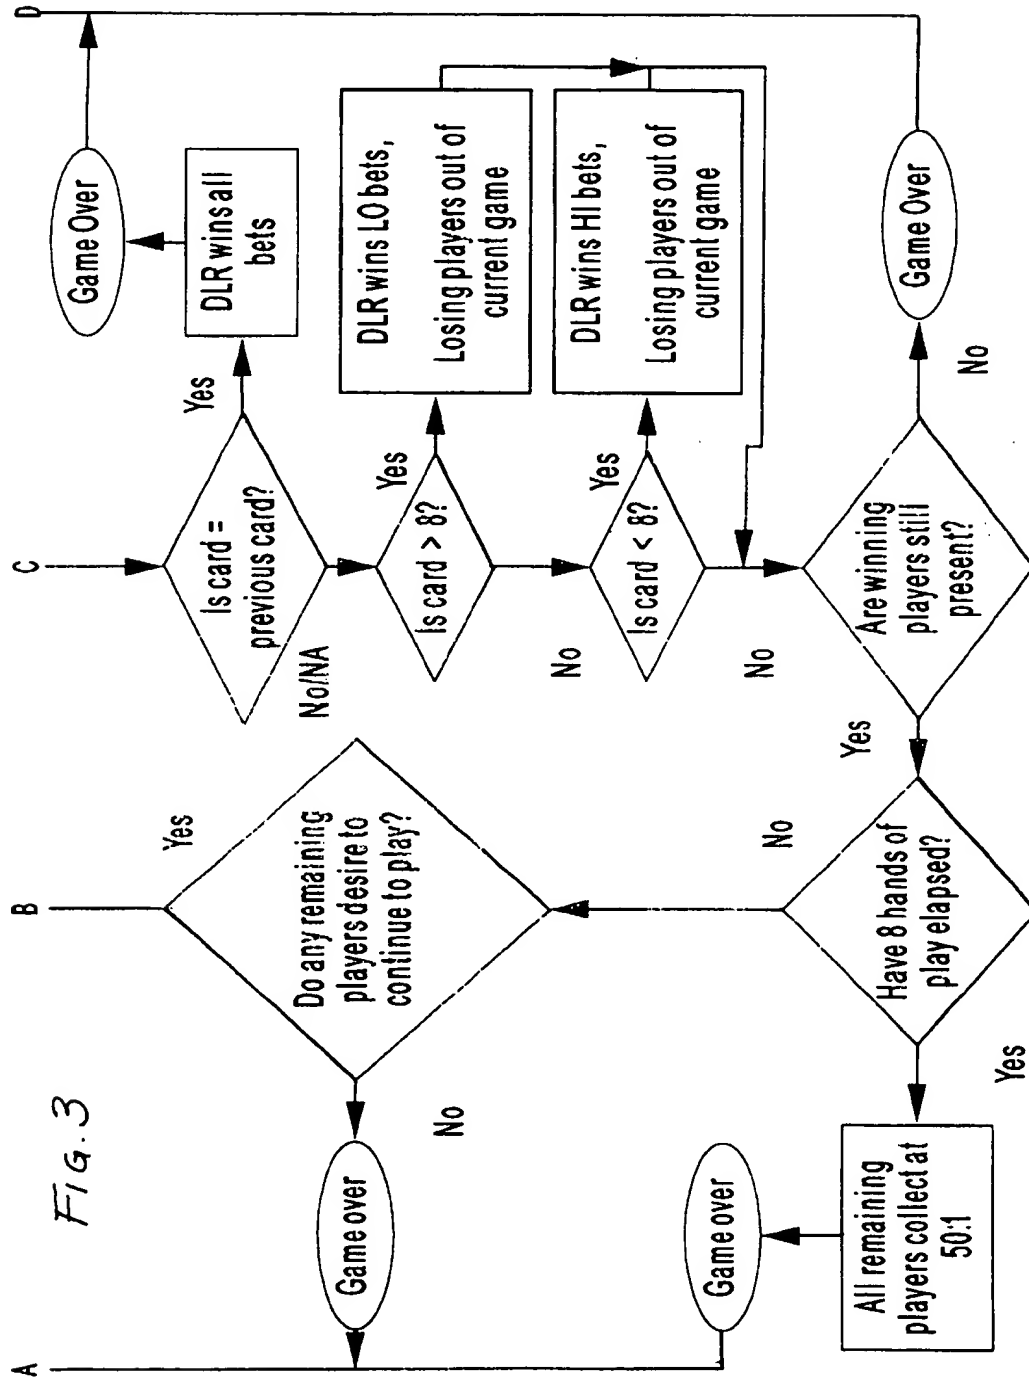 FIG. 3
A
B
C
D
Game Over
DLR wins all
bets
Yes
Is card =
previous card?
No/NA
DLR wins LO bets,
Losing players out of
current game
Yes
Is card > 8?
No
DLR wins HI bets,
Losing players out of
current game
Yes
Is card < 8?
No
Are winning
players still
present?
No
Game Over
Yes
Have 8 hands of
play elapsed?
No
Do any remaining
players desire to
continue to play?
Yes
No
Game over
Yes
All remaining
players collect at
50:1
Game over